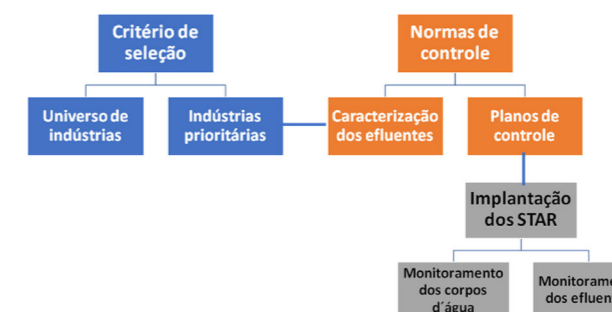 Critério de
seleção
Normas de
controle
Universo de
indústrias
Indústrias
prioritárias
Caracterização
dos efluentes
Planos de
controle
Implantação
dos STAR
Monitoramento
dos corpos
d´água
dos